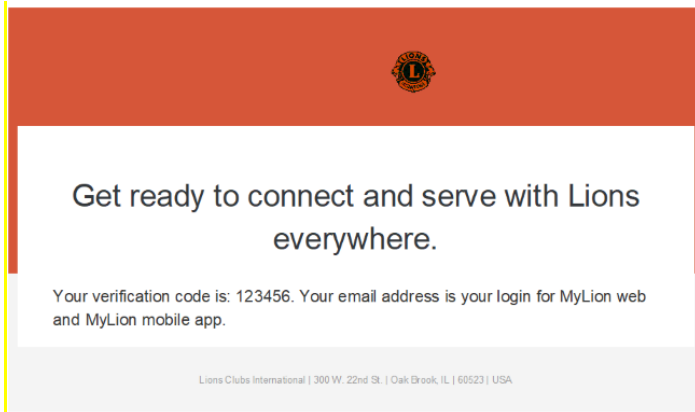 LIONS
L
Get ready to connect and serve with Lions
everywhere.
Your verification code is: 123456. Your email address is your login for MyLion web
and MyLion mobile app.
Lions Clubs International | 300 W. 22nd St. | Oak Brook, IL | 60523 | USA